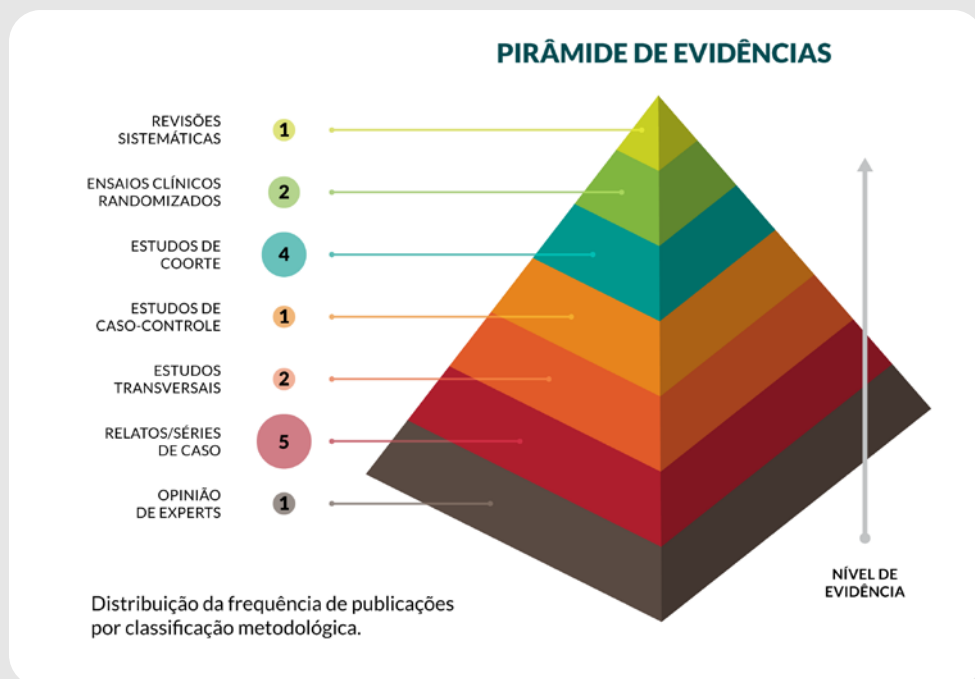 PIRÂMIDE DE EVIDÊNCIAS
REVISÕES
SISTEMÁTICAS
1
ENSAIOS CLÍNICOS
RANDOMIZADOS
2
ESTUDOS DE
COORTE
4
ESTUDOS DE
CASO-CONTROLE
1
ESTUDOS
TRANSVERSAIS
2
RELATOS/SÉRIES
DE CASO
5
OPINIÃO
DE EXPERTS
1
NÍVEL DE
EVIDÊNCIA
Distribuição da frequência de publicações
por classificação metodológica.